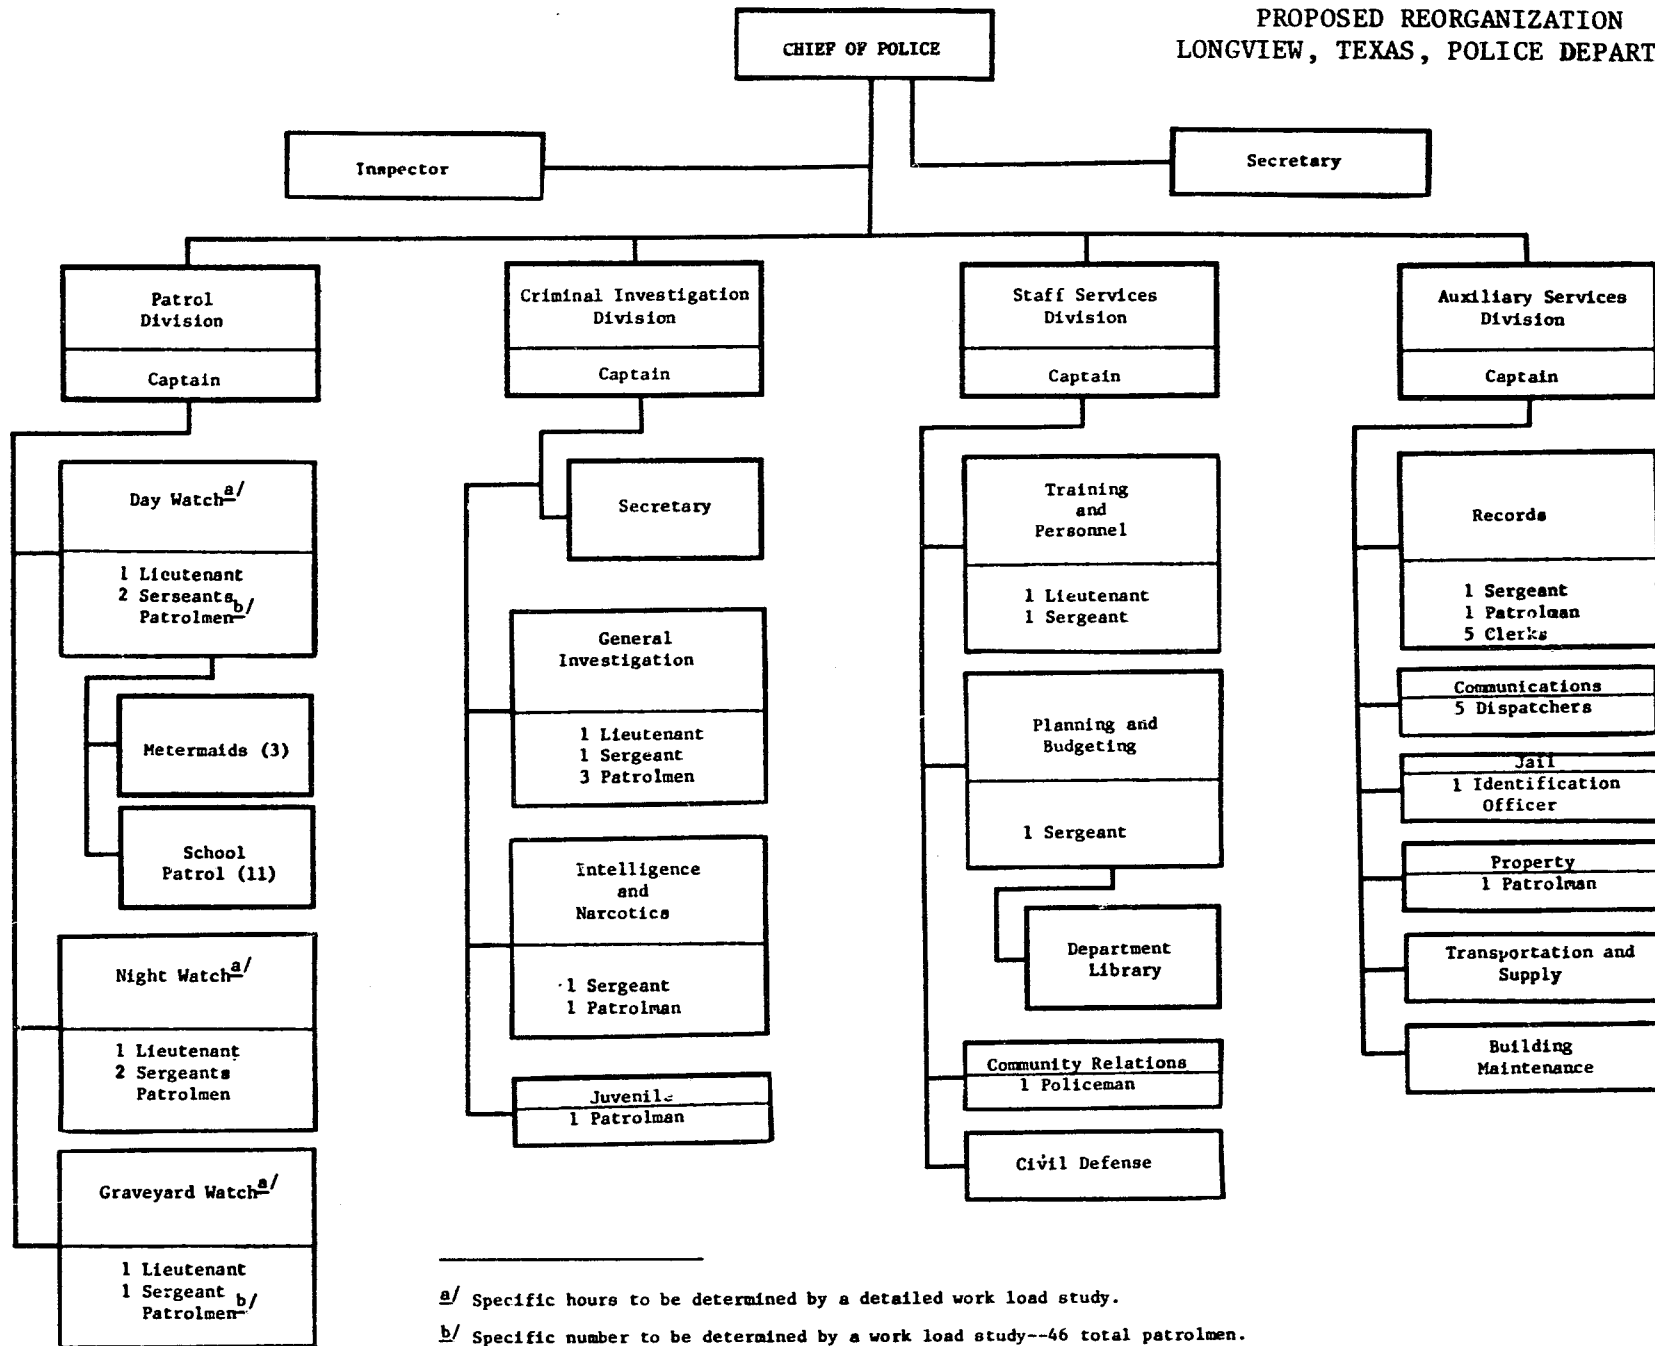 PROPOSED REORGANIZATION
LONGVIEW, TEXAS, POLICE DEPART
CHIEF OF POLICE
Inspector
Secretary
Patrol
Division
Captain
Day Watch a/
1 Lieutenant
2 Serseants
Patrolmen b/
Metermaids (3)
School
Patrol (11)
Night Watch a/
1 Lieutenant
2 Sergeants
Patrolmen
Graveyard Watch a/
1 Lieutenant
1 Sergeant
Patrolmen b/
Criminal Investigation
Division
Captain
Secretary
General
Investigation
1 Lieutenant
1 Sergeant
3 Patrolmen
Intelligence
and
Narcotics
1 Sergeant
1 Patrolman
Juvenile
1 Patrolman
Staff Services
Division
Captain
Training
and
Personnel
1 Lieutenant
1 Sergeant
Planning and
Budgeting
1 Sergeant
Department
Library
Community Relations
1 Policeman
Civil Defense
Auxiliary Services
Division
Captain
Records
1 Sergeant
1 Patrolman
5 Clerks
Communications
5 Dispatchers
Jail
1 Identification
Officer
Property
1 Patrolman
Transportation and
Supply
Building
Maintenance
a/ Specific hours to be determined by a detailed work load study.
b/ Specific number to be determined by a work load study--46 total patrolmen.